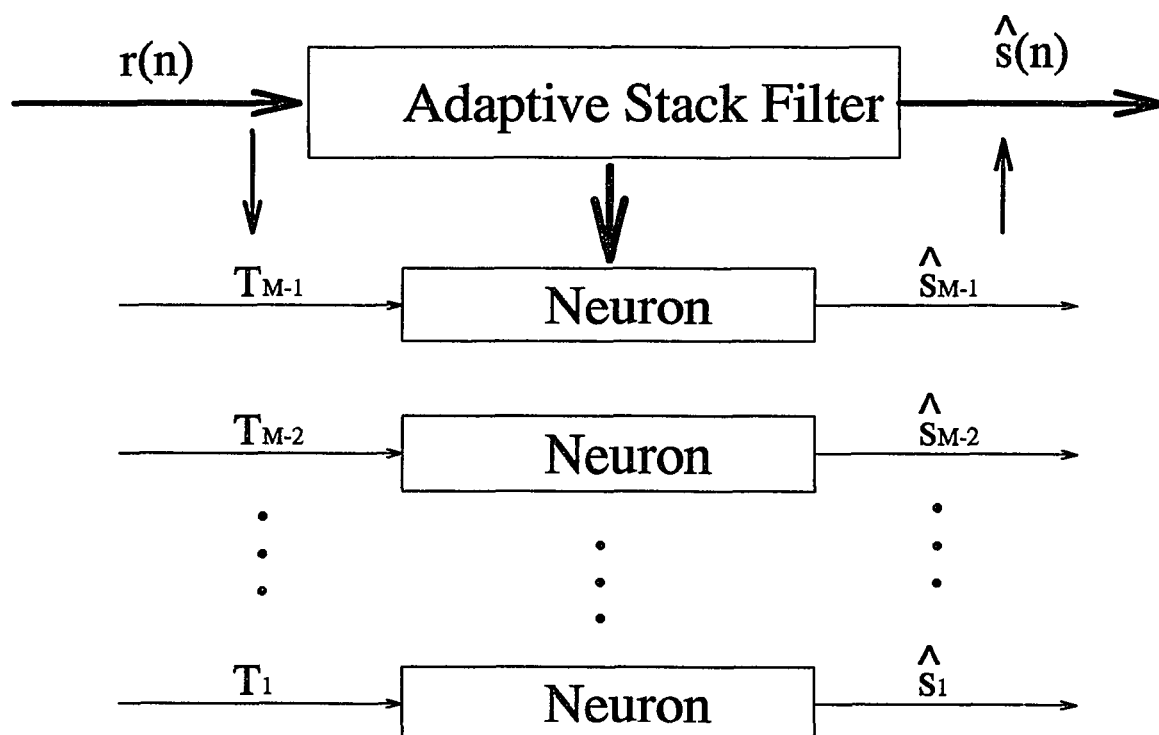 r(n) Adaptive Stack Filter ŝ(n)
T_{M-1} Neuron ŝ_{M-1}
T_{M-2} Neuron ŝ_{M-2}
T_1 Neuron ŝ_1